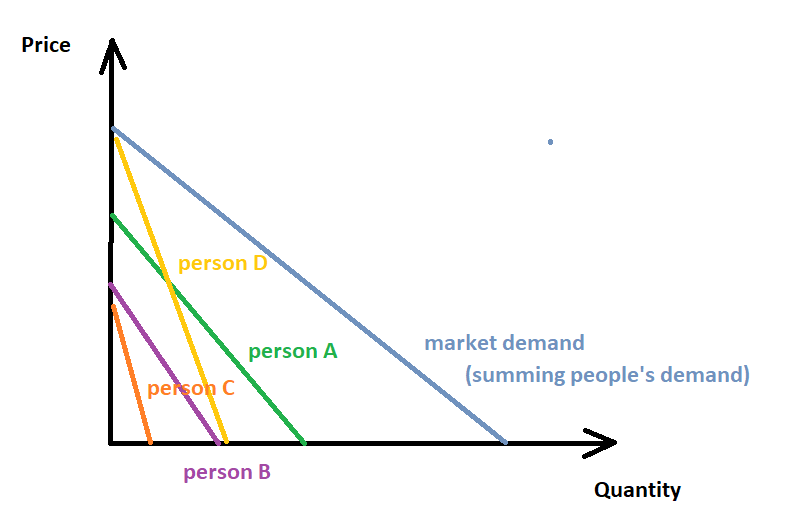 Price
person D
market demand
person A
(summing people's demand)
person C
person B
Quantity